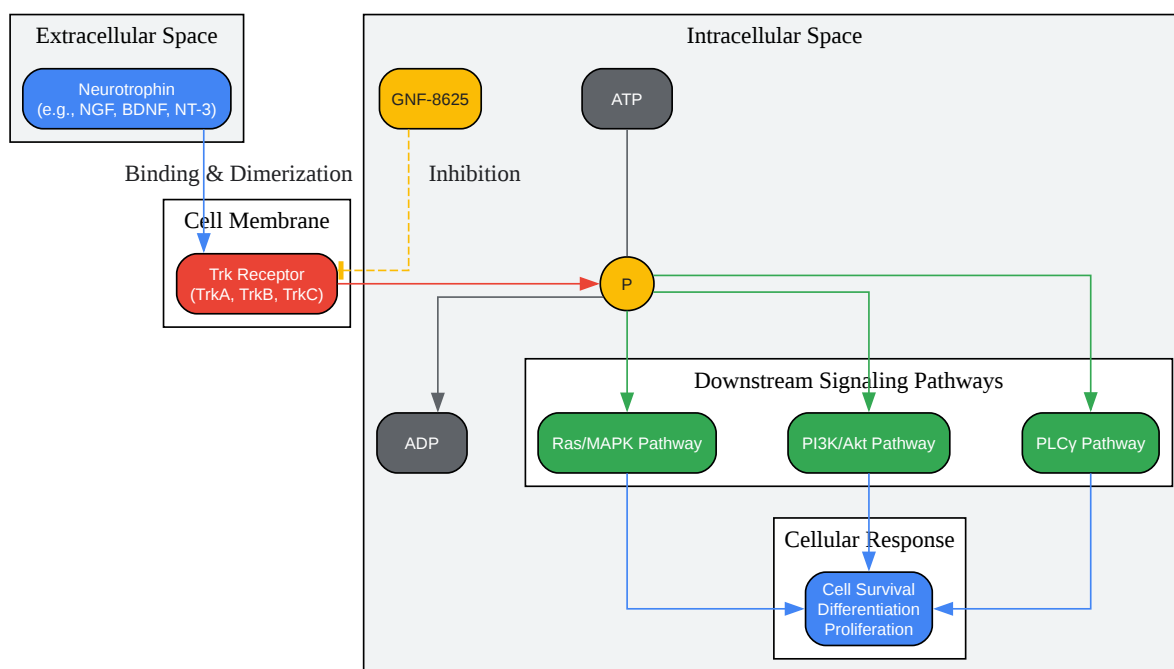 Extracellular Space
Intracellular Space
Neurotrophin
(e.g., NGF, BDNF, NT-3)
GNF-8625
ATP
Binding & Dimerization
Inhibition
Cell Membrane
Trk Receptor
(TrkA, TrkB, TrkC)
P
Downstream Signaling Pathways
ADP
Ras/MAPK Pathway
PI3K/Akt Pathway
PLCγ Pathway
Cellular Response
Cell Survival
Differentiation
Proliferation